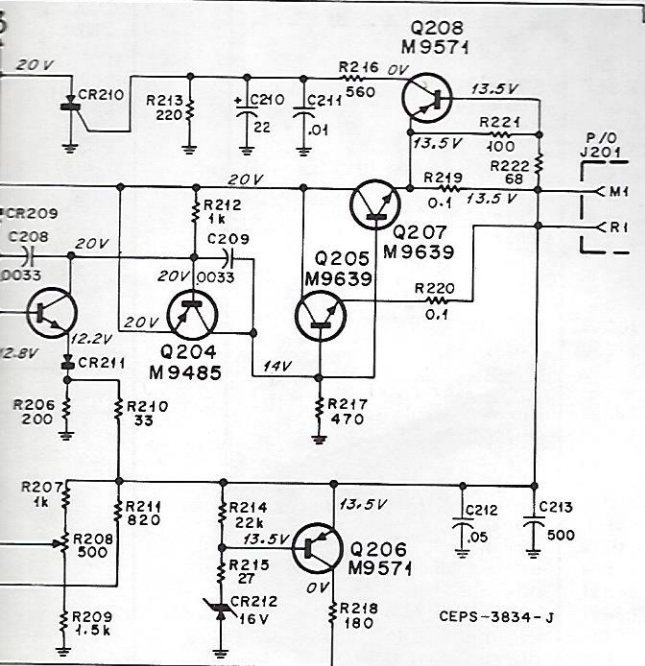 3
Q208
M9571
20V
CR210
R213
220
+
C210
22
C211
.01
R216
560
0V
13.5V
R221
100
13.5V
R222
68
P/O
J201
20V
R219
0.1
13.5V
M1
R1
CR209
C208
.0033
20V
R212
1k
C209
.0033
20V
Q205
M9639
Q207
M9639
R220
0.1
20V
12.2V
12.8V
CR211
Q204
M9485
14V
R206
200
R210
33
R217
470
R207
1k
R208
500
R211
820
R214
22k
13.5V
13.5V
R215
27
Q206
M9571
C212
.05
C213
500
0V
CR212
16V
R209
1.5k
R218
180
CEPS-3834-J